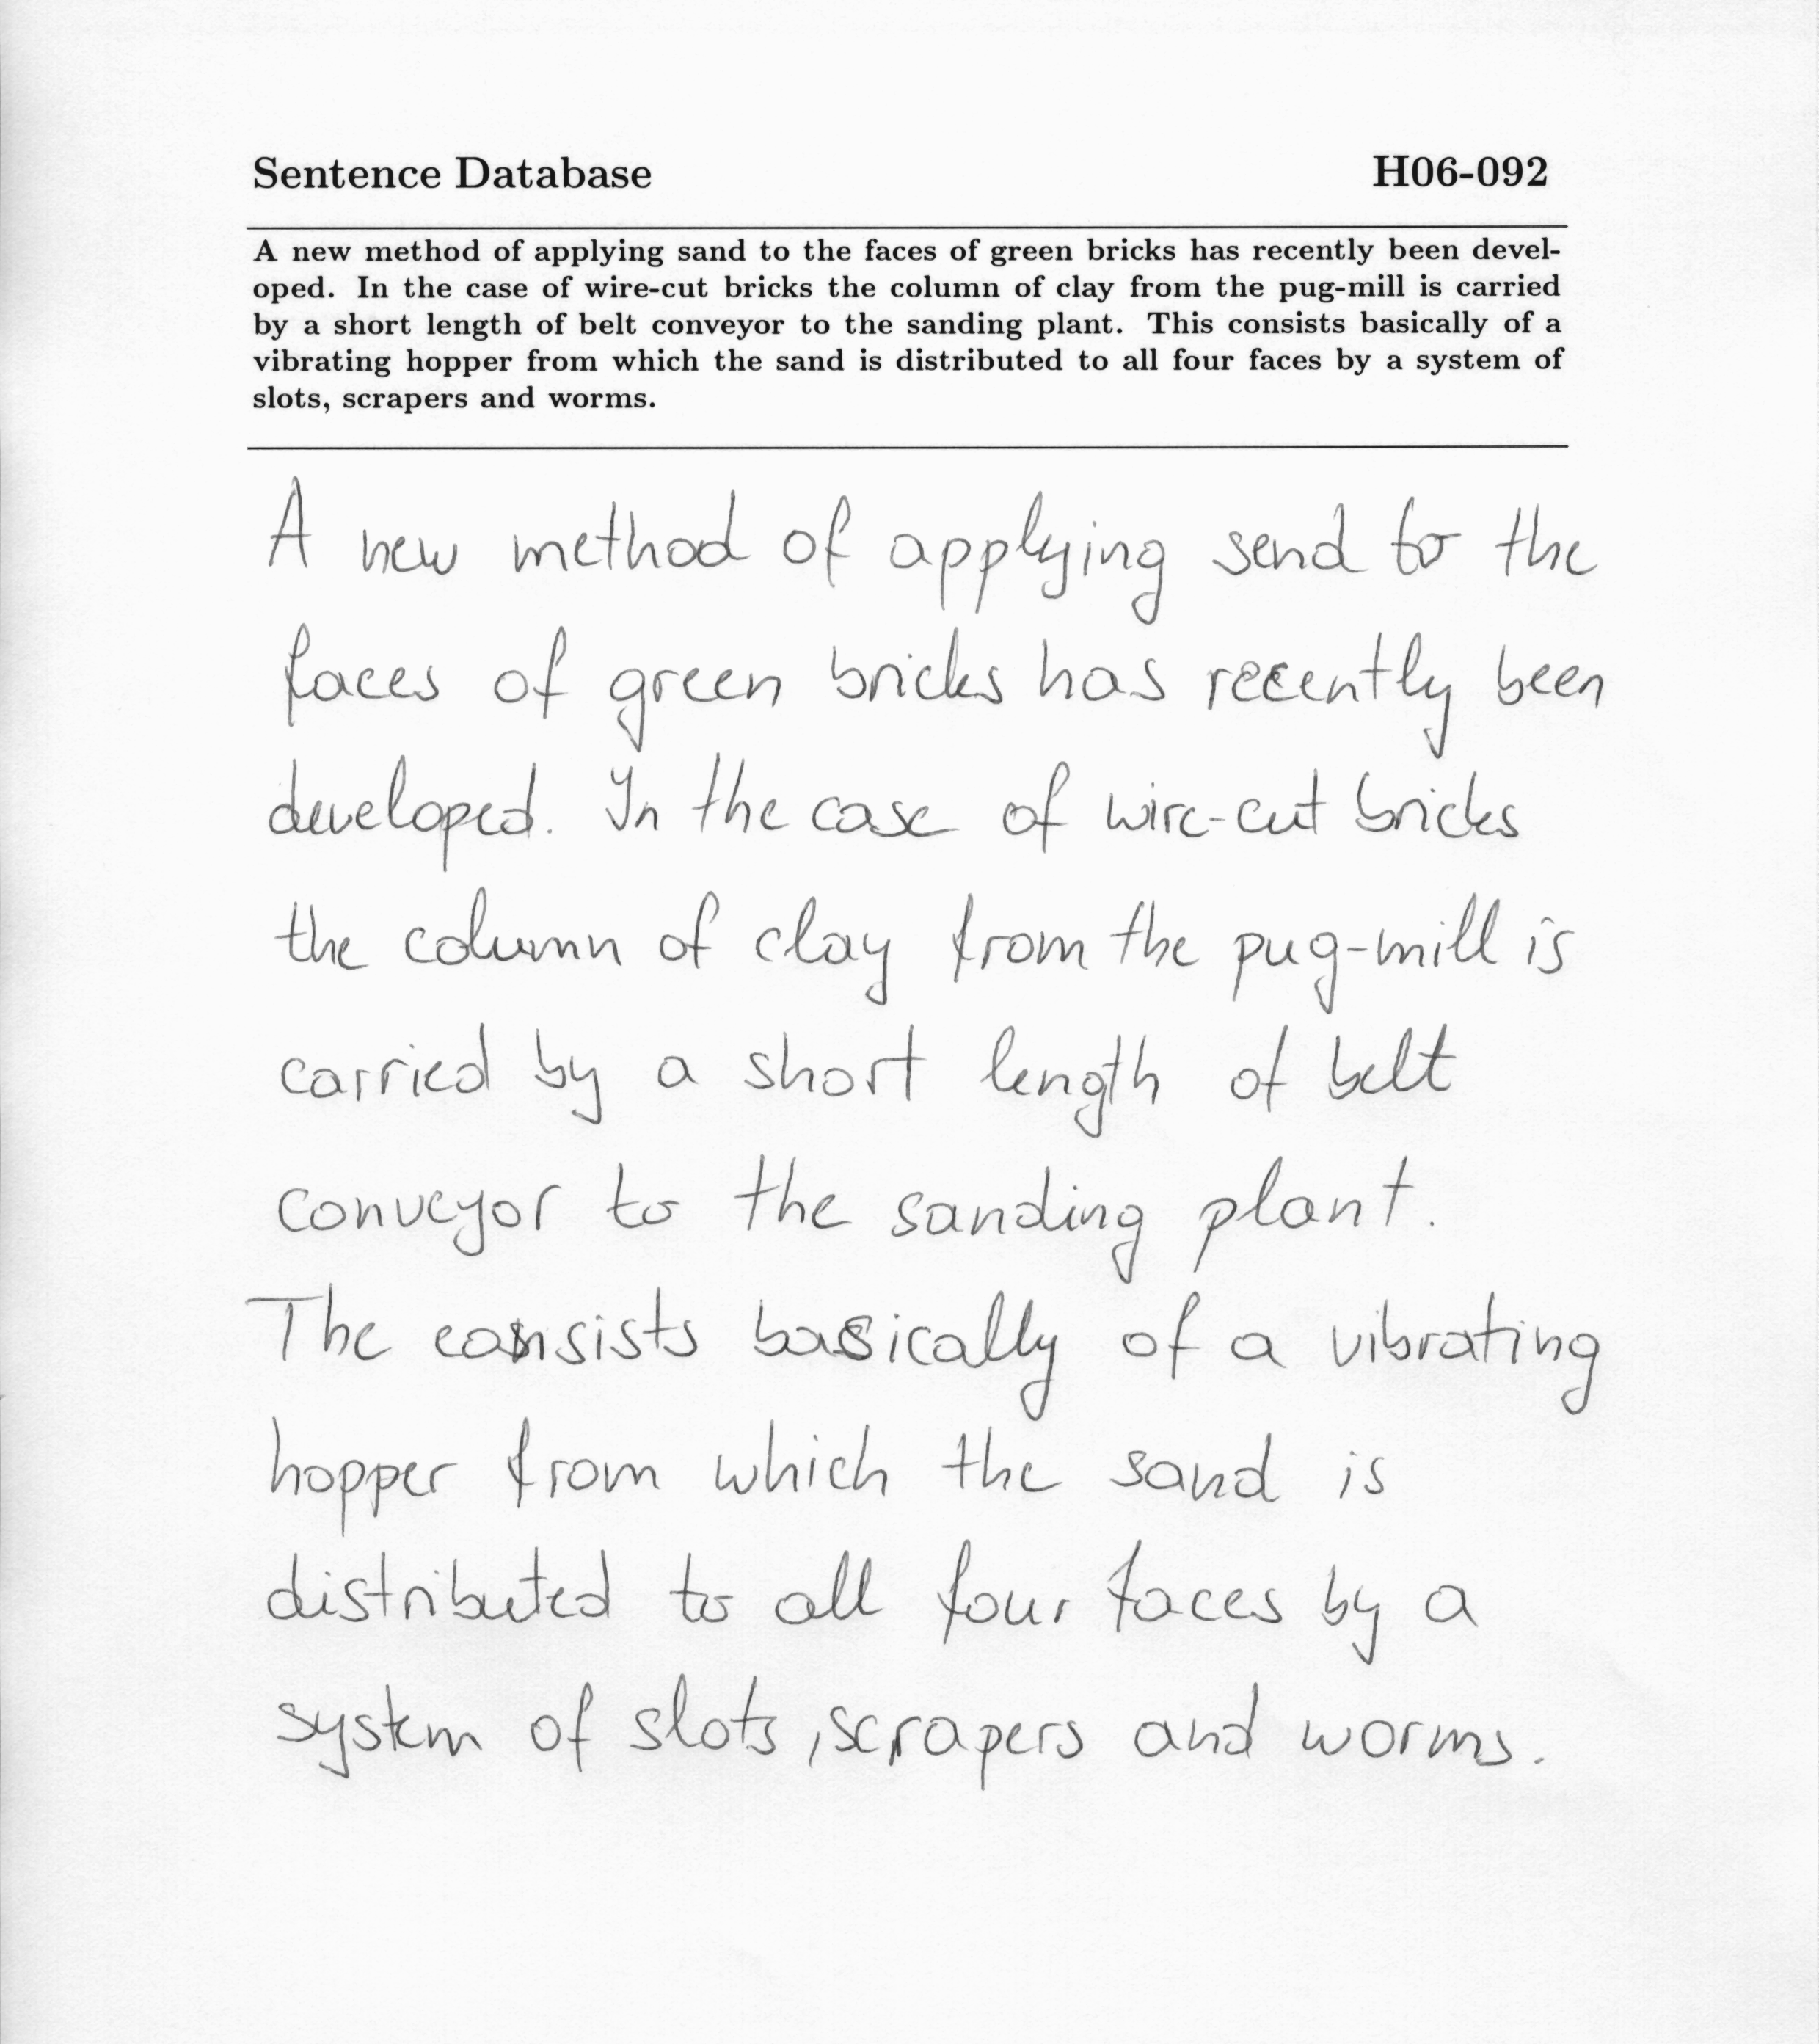 Sentence Database H06-092
A new method of applying sand to the faces of green bricks has recently been devel-
oped. In the case of wire-cut bricks the column of clay from the pug-mill is carried
by a short length of belt conveyor to the sanding plant. This consists basically of a
vibrating hopper from which the sand is distributed to all four faces by a system of
slots, scrapers and worms.
A new method of applying send to the
faces of green bricks has recently been
developed. In the case of wire-cut bricks
the column of clay from the pug-mill is
carried by a short length of belt
conveyor to the sanding plant.
The consists basically of a vibrating
hopper from which the sand is
distributed to all four faces by a
system of slots, scrapers and worms.